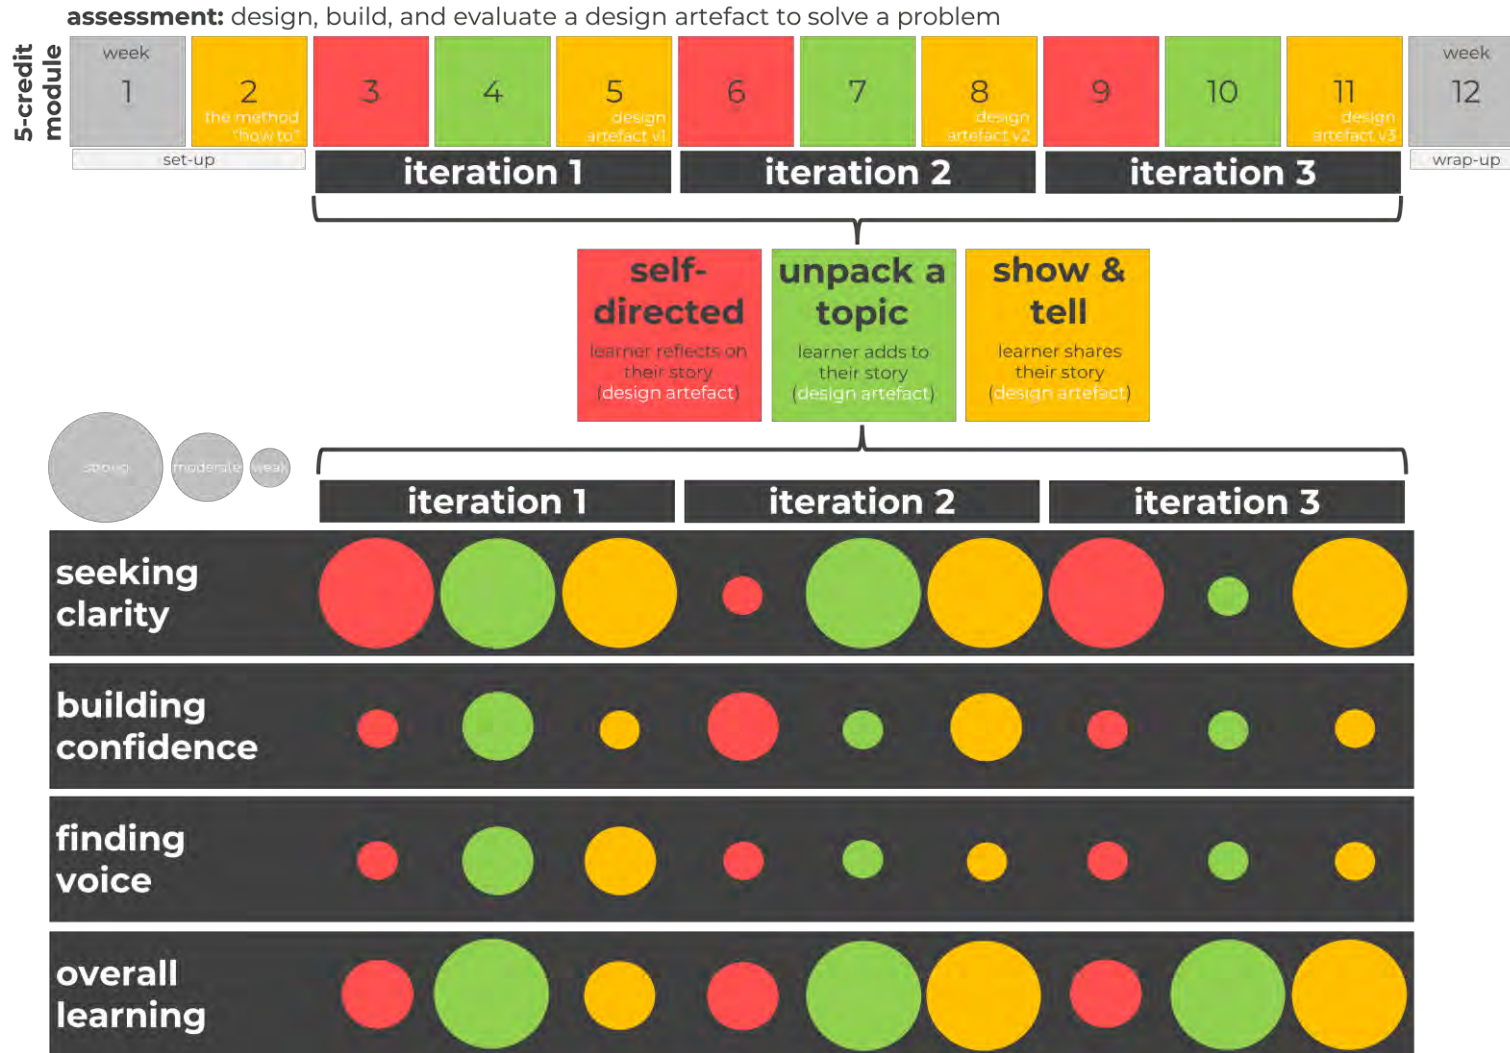 assessment: design, build, and evaluate a design artefact to solve a problem
5-credit
module
week
1
2
the method
"how to"
3
4
5
design
artefact v1
6
7
8
design
artefact v2
9
10
11
design
artefact v3
week
12
set-up
iteration 1
iteration 2
iteration 3
wrap-up
self-
directed
learner reflects on
their story
(design artefact)
unpack a
topic
learner adds to
their story
(design artefact)
show &
tell
learner shares
their story
(design artefact)
strong
moderate
weak
iteration 1
iteration 2
iteration 3
seeking
clarity
building
confidence
finding
voice
overall
learning